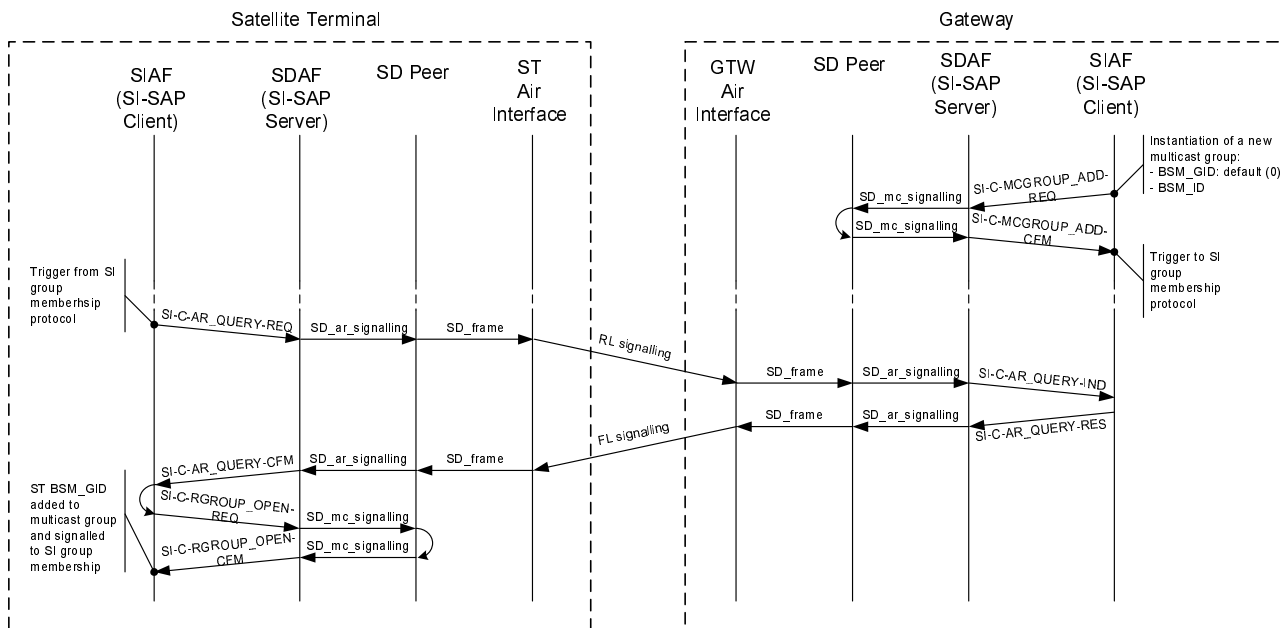 Satellite Terminal
Gateway
SIAF
(SI-SAP
Client)
SDAF
(SI-SAP
Server)
SD Peer
ST
Air
Interface
GTW
Air
Interface
SD Peer
SDAF
(SI-SAP
Server)
SIAF
(SI-SAP
Client)
Instantiation of a new
multicast group:
- BSM_GID: default (0)
- BSM_ID
SI-C-MCGROUP_ADD-
REQ
SD_mc_signalling
SD_mc_signalling
SI-C-MCGROUP_ADD-
CFM
Trigger to SI
group
membership
protocol
Trigger from SI
group
memberhsip
protocol
SI-C-AR_QUERY-REQ
SD_ar_signalling
SD_frame
RL signalling
SD_frame
SD_ar_signalling
SI-C-AR_QUERY-IND
SD_frame
SD_ar_signalling
SI-C-AR_QUERY-RES
FL signalling
SI-C-AR_QUERY-CFM
SD_ar_signalling
SD_frame
ST BSM_GID
added to
multicast group
and signalled
to SI group
membership
SI-C-RGROUP_OPEN-
REQ
SD_mc_signalling
SD_mc_signalling
SI-C-RGROUP_OPEN-
CFM